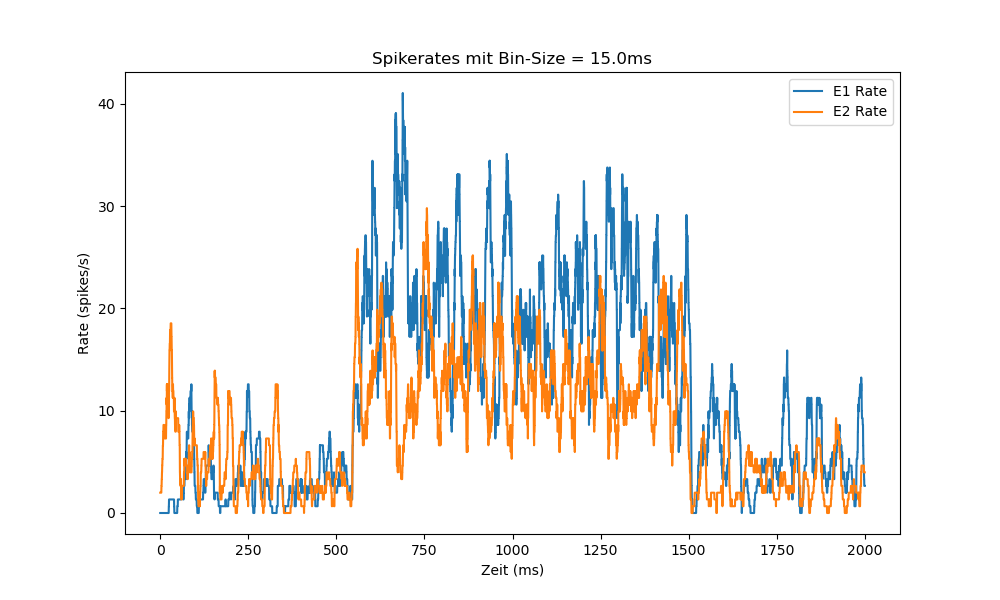 Spikerates mit Bin-Size = 15.0ms
E1 Rate
E2 Rate
40
30
20
10
0
Rate (spikes/s)
0 250 500 750 1000 1250 1500 1750 2000
Zeit (ms)